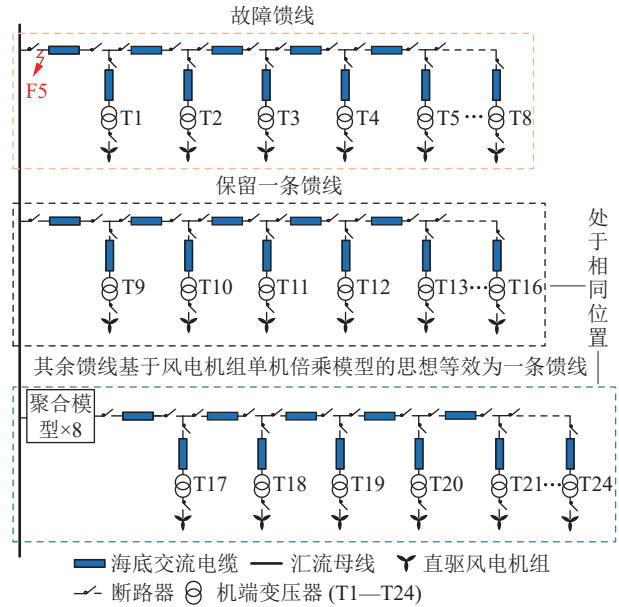 故障馈线
F5
T1 T2 T3 T4 T5 ··· T8
保留一条馈线
T9 T10 T11 T12 T13 ··· T16
处于相同位置
其余馈线基于风电机组单机倍乘模型的思想等效为一条馈线
聚合模
型×8
T17 T18 T19 T20 T21 ··· T24
海底交流电缆 汇流母线 直驱风电机组
断路器 机端变压器 (T1—T24)